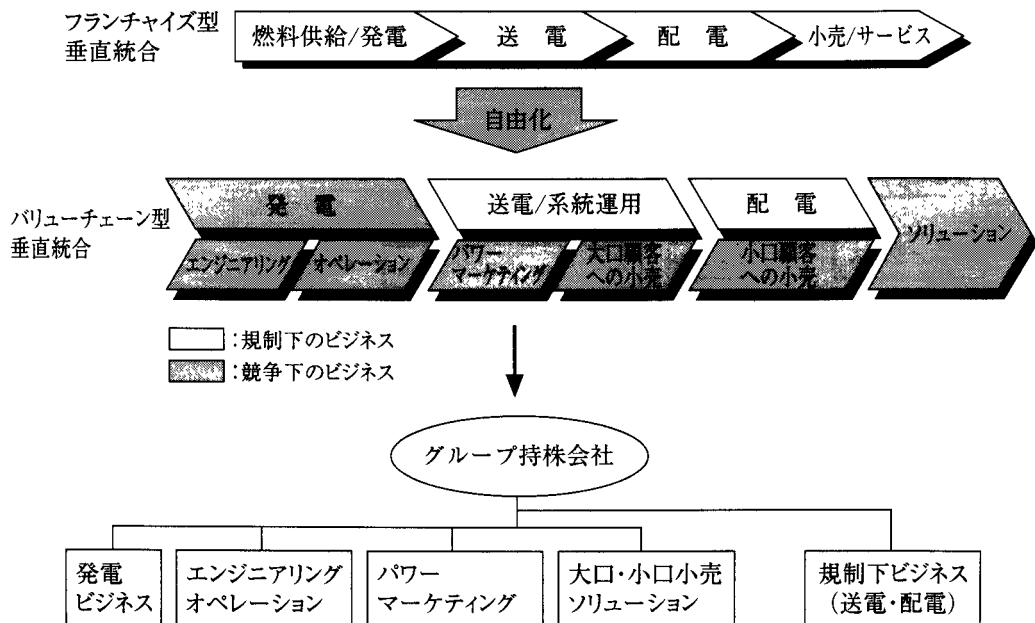 フランチャイズ型
垂直統合
燃料供給/発電
送 電
配 電
小売/サービス
自由化
バリューチェーン型
垂直統合
発 電
送電/系統運用
配 電
ソリューション
エンジニアリング
オペレーション
パワー
マーケティング
大口顧客
への小売
小口顧客
への小売
:規制下のビジネス
:競争下のビジネス
グループ持株会社
発電
ビジネス
エンジニアリング
オペレーション
パワー
マーケティング
大口・小口小売
ソリューション
規制下ビジネス
(送電・配電)